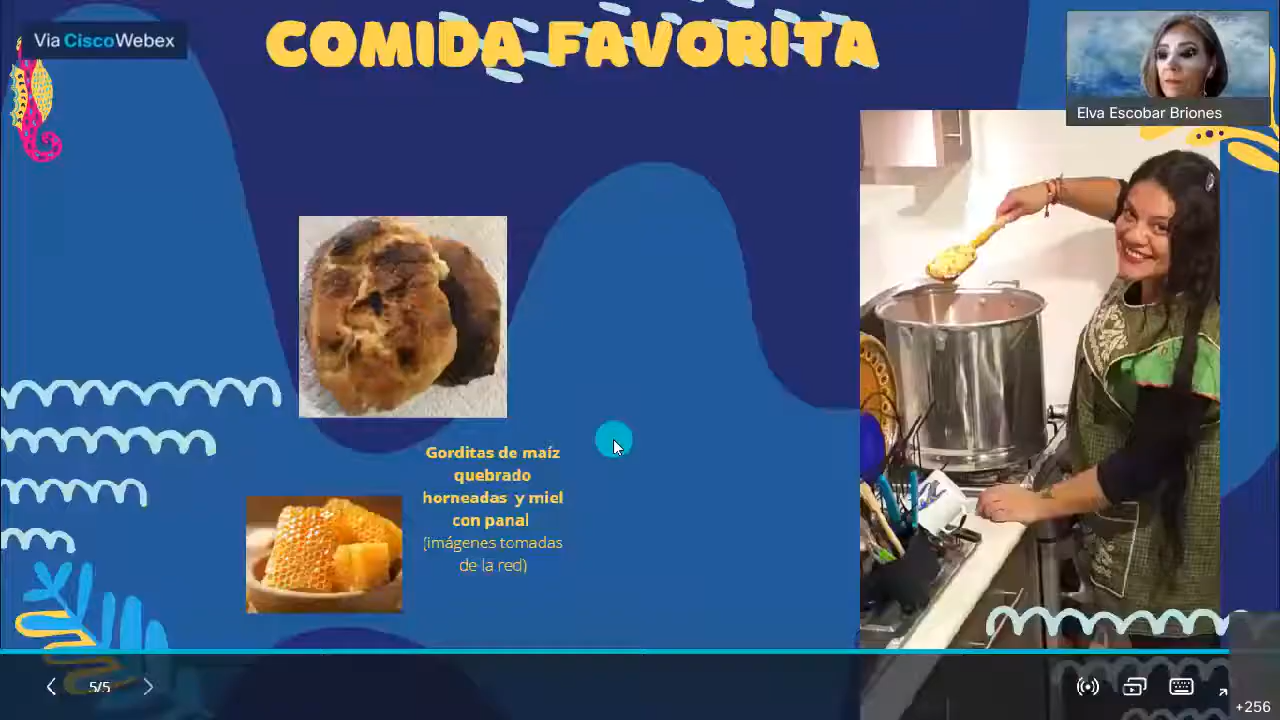 Via CiscoWebex
COMIDA FAVORITA
Elva Escobar Briones
Gorditas de maíz
quebrado
horneadas y miel
con panal
(imágenes tomadas
de la red)
5/5
+256